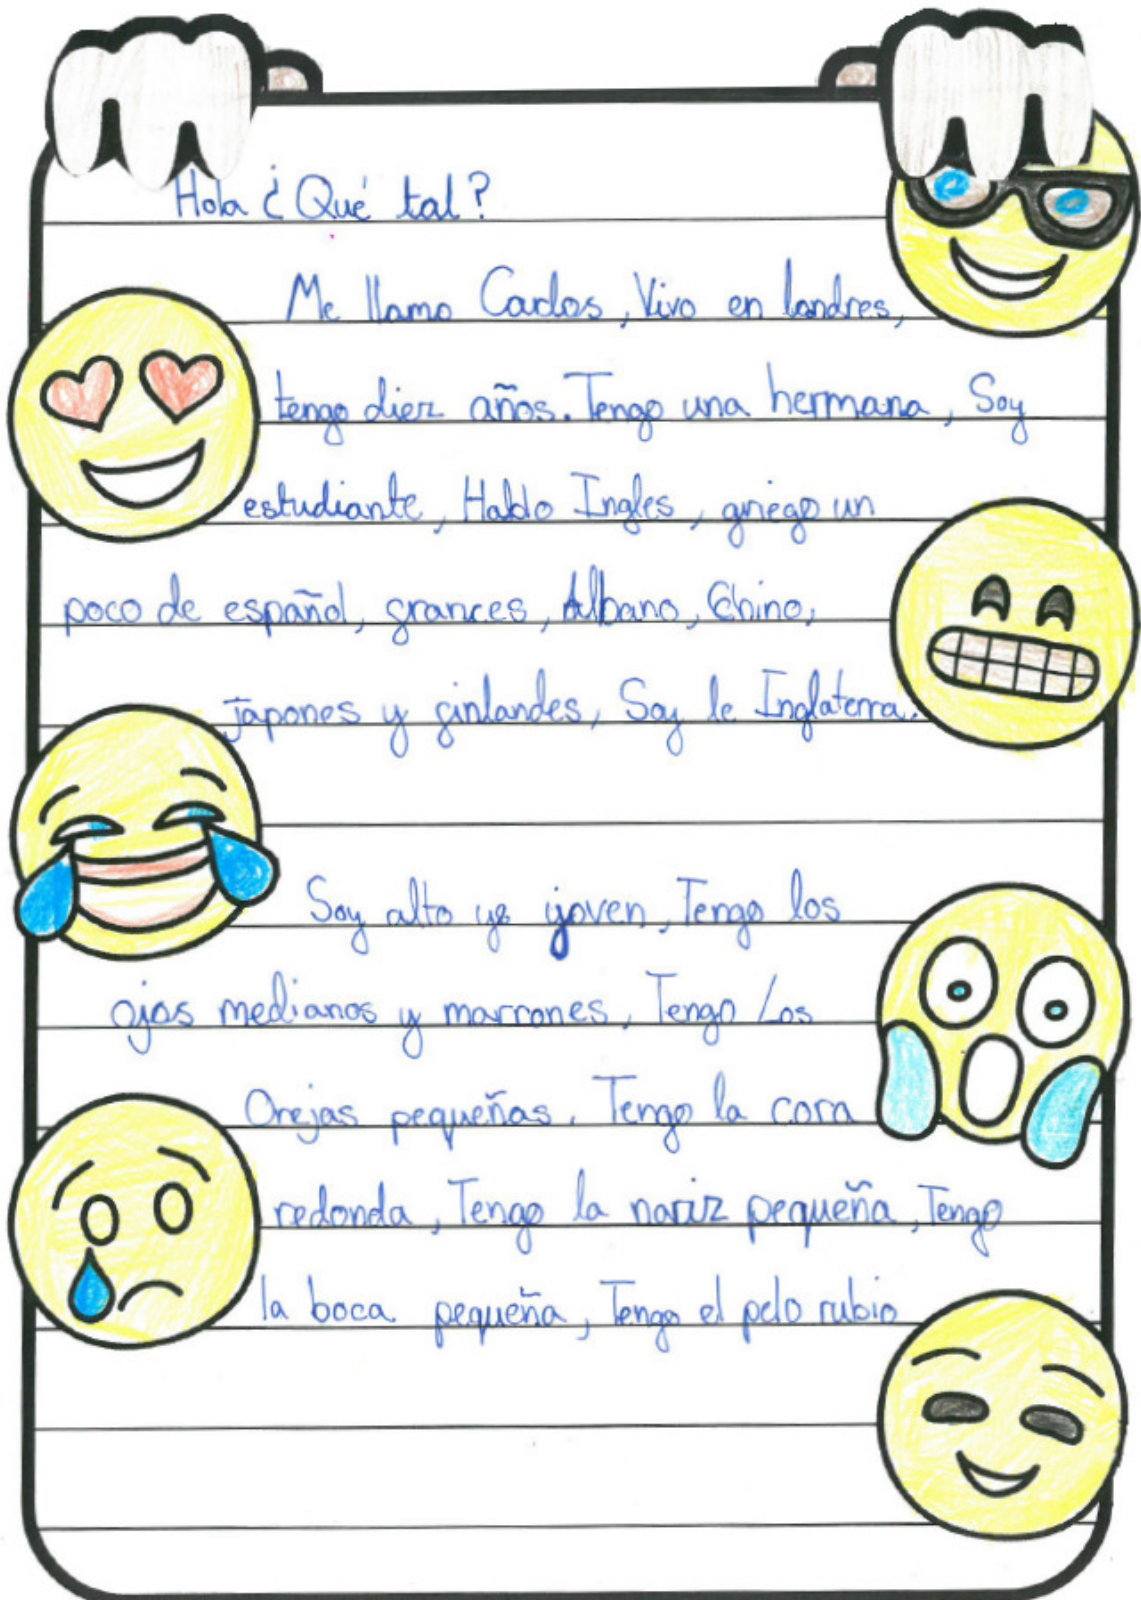 Hola ¿Qué tal?
Me llamo Carlos, Vivo en londres,
tengo diez años. Tengo una hermana, Soy
estudiante, Hablo Ingles, griego un
poco de español, grances, Albano, Chino,
japones y ginlandes, Soy de Inglaterra.
Soy alto y joven, Tengo los
ojos medianos y marrones, Tengo Los
Orejas pequeñas, Tengo la cara
redonda, Tengo la nariz pequeña, Tengo
la boca pequeña, Tengo el pelo rubio